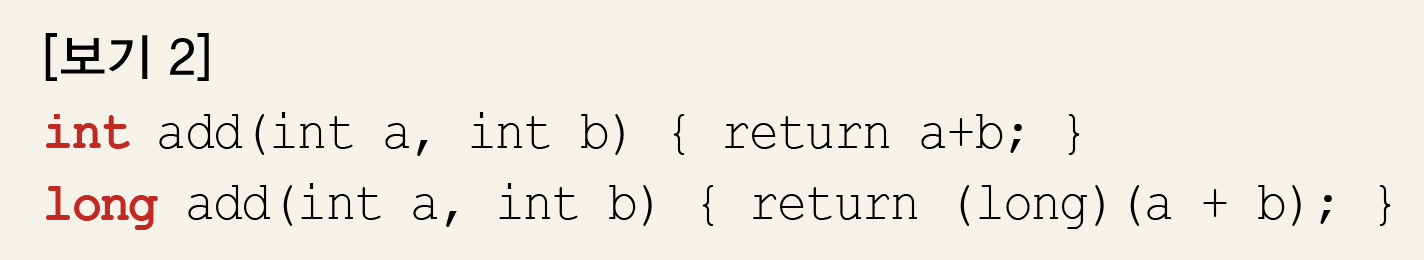 [보기 2]
int add(int a, int b) { return a+b; }
long add(int a, int b) { return (long)(a + b); }